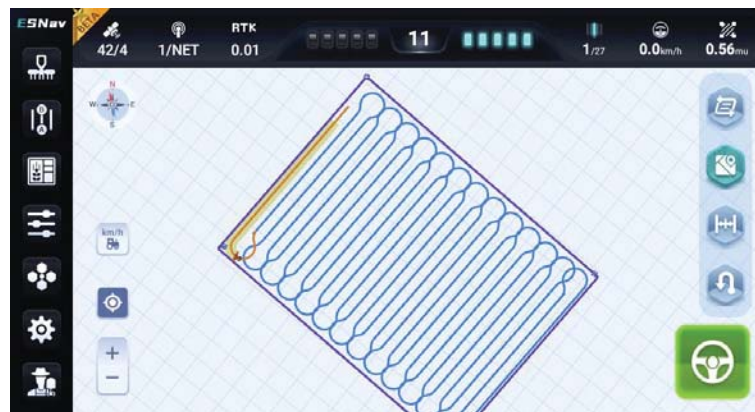 ESNav
BETA
42/4
1/NET
RTK
0.01
11
1/27
0.0km/h
0.56mu
N
W
E
S
km/h
B
A
+
−